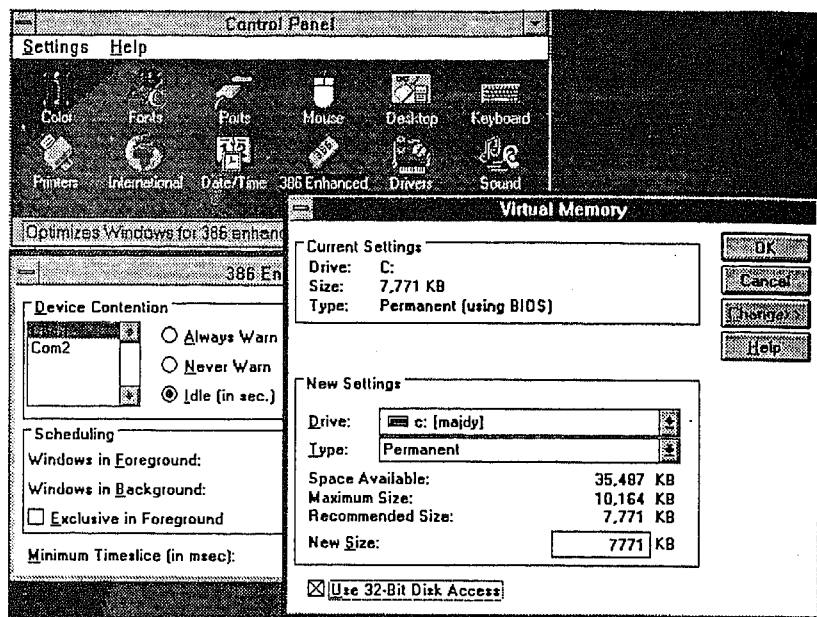 Control Panel
Settings Help
Color Fonts Ports Mouse Desktop Keyboard
Printers International Date/Time 386 Enhanced Drivers Sound
Optimizes Windows for 386 enhanc
386 En
Device Contention
Com2
Always Warn
Never Warn
Idle (in sec.)
Scheduling
Windows in Foreground:
Windows in Background:
Exclusive in Foreground
Minimum Timeslice (in msec):
Virtual Memory
Current Settings
Drive: C:
Size: 7,771 KB
Type: Permanent (using BIOS)
OK
Cancel
Change>>
Help
New Settings
Drive: c: [majdy]
Type: Permanent
Space Available: 35,487 KB
Maximum Size: 10,164 KB
Recommended Size: 7,771 KB
New Size: 7771 KB
Use 32-Bit Disk Access